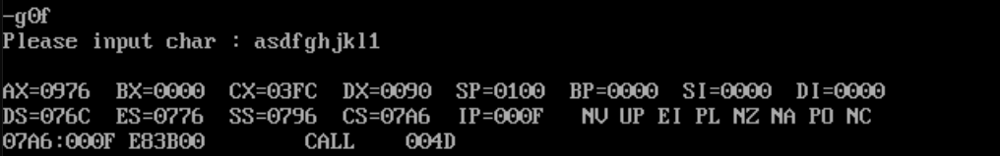 -g0f
Please input char : asdfghjkl1
AX=0976  BX=0000  CX=03FC  DX=0090  SP=0100  BP=0000  SI=0000  DI=0000
DS=076C  ES=0776  SS=0796  CS=07A6  IP=000F   NV UP EI PL NZ NA PO NC
07A6:000F E83B00        CALL    004D